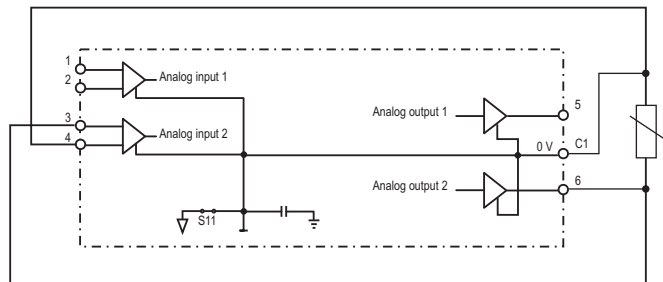 1
Analog input 1
2
5
3
Analog output 1
Analog input 2
4
0 V
C1
6
Analog output 2
S11